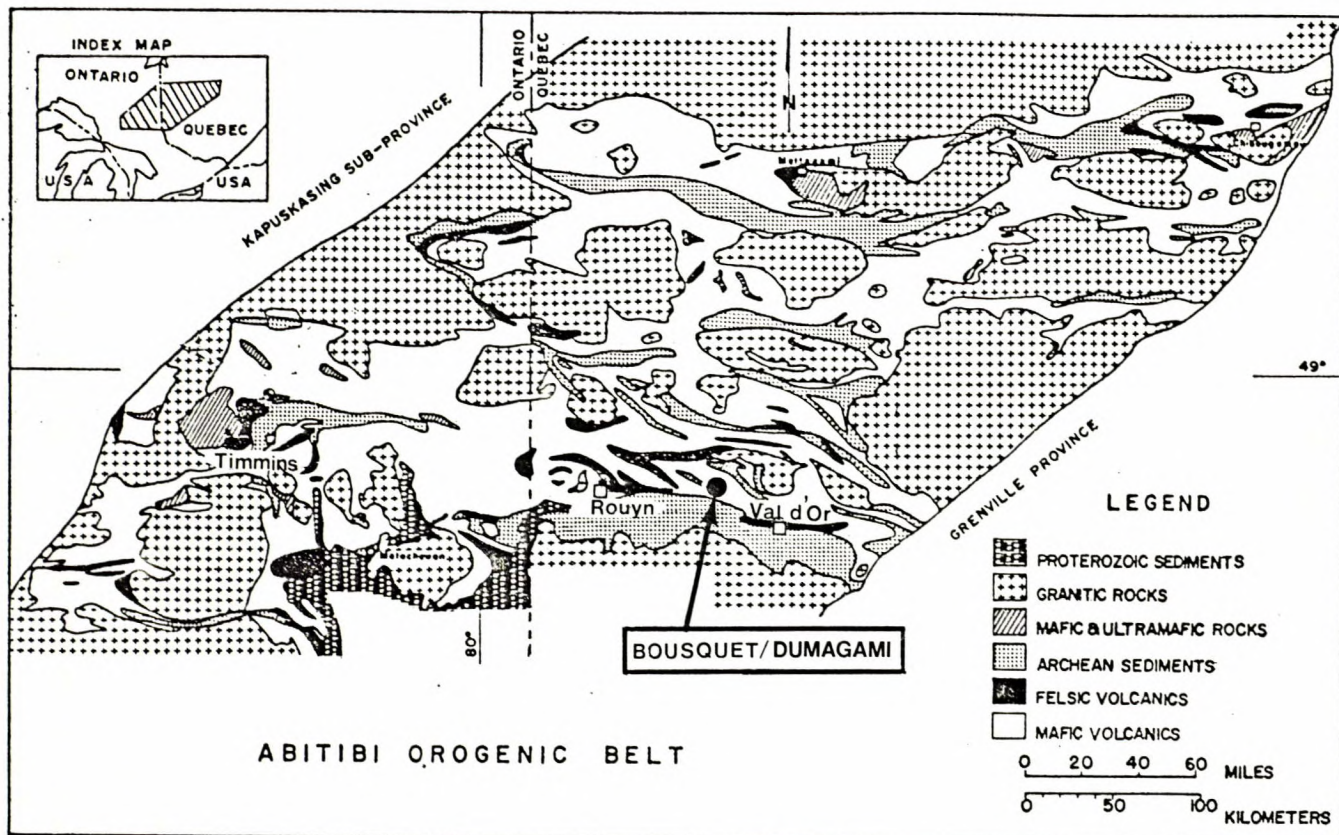 INDEX MAP
ONTARIO
QUEBEC
USA
USA
KAPUSKASING SUB-PROVINCE
ONTARIO
QUEBEC
N
49°
Timmins
Rouyn
Val d'Or
GRENVILLE PROVINCE
80°
BOUSQUET/DUMAGAMI
ABITIBI OROGENIC BELT
LEGEND
PROTEROZOIC SEDIMENTS
GRANITIC ROCKS
MAFIC & ULTRAMAFIC ROCKS
ARCHEAN SEDIMENTS
FELSIC VOLCANICS
MAFIC VOLCANICS
0 20 40 60 MILES
0 50 100 KILOMETERS